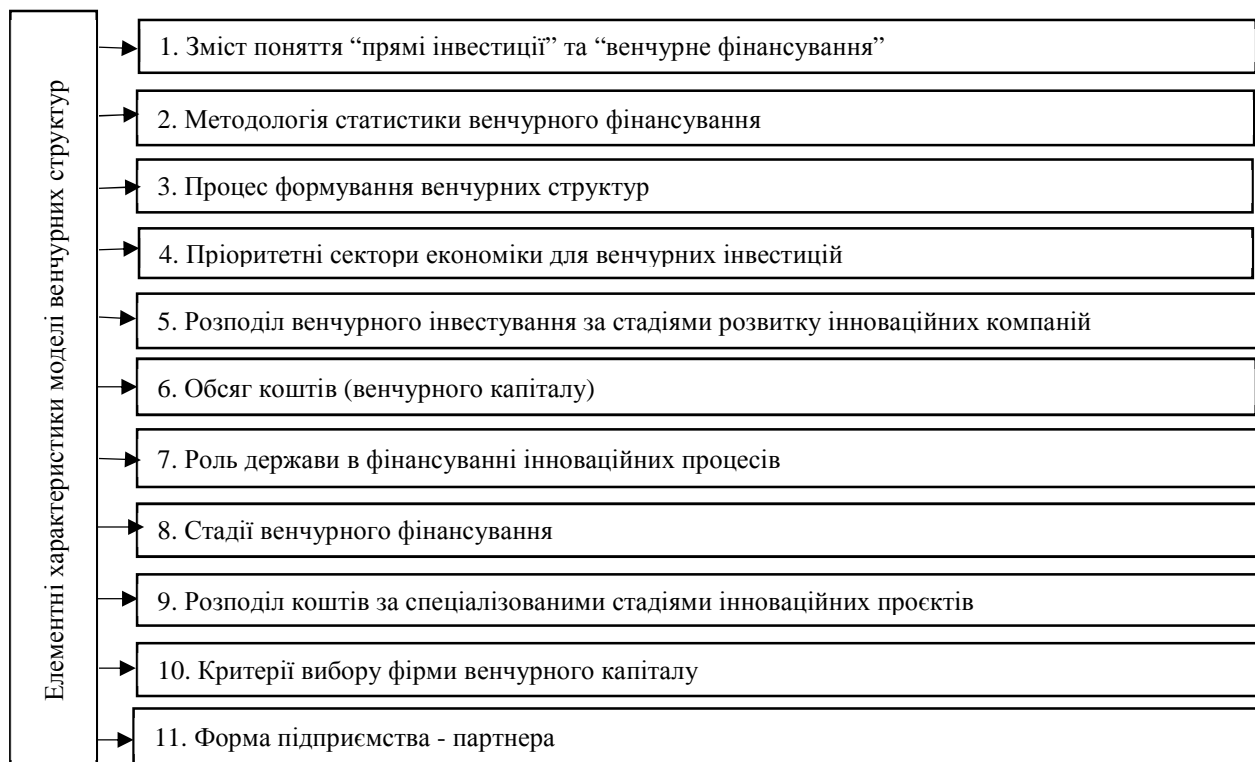 Елементні характеристики моделі венчурних структур
1. Зміст поняття “прямі інвестиції” та “венчурне фінансування”
2. Методологія статистики венчурного фінансування
3. Процес формування венчурних структур
4. Пріоритетні сектори економіки для венчурних інвестицій
5. Розподіл венчурного інвестування за стадіями розвитку інноваційних компаній
6. Обсяг коштів (венчурного капіталу)
7. Роль держави в фінансуванні інноваційних процесів
8. Стадії венчурного фінансування
9. Розподіл коштів за спеціалізованими стадіями інноваційних проєктів
10. Критерії вибору фірми венчурного капіталу
11. Форма підприємства - партнера